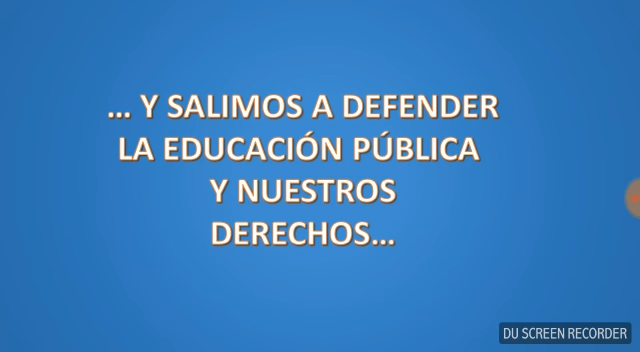 ... Y SALIMOS A DEFENDER
LA EDUCACIÓN PÚBLICA
Y NUESTROS
DERECHOS...
DU SCREEN RECORDER